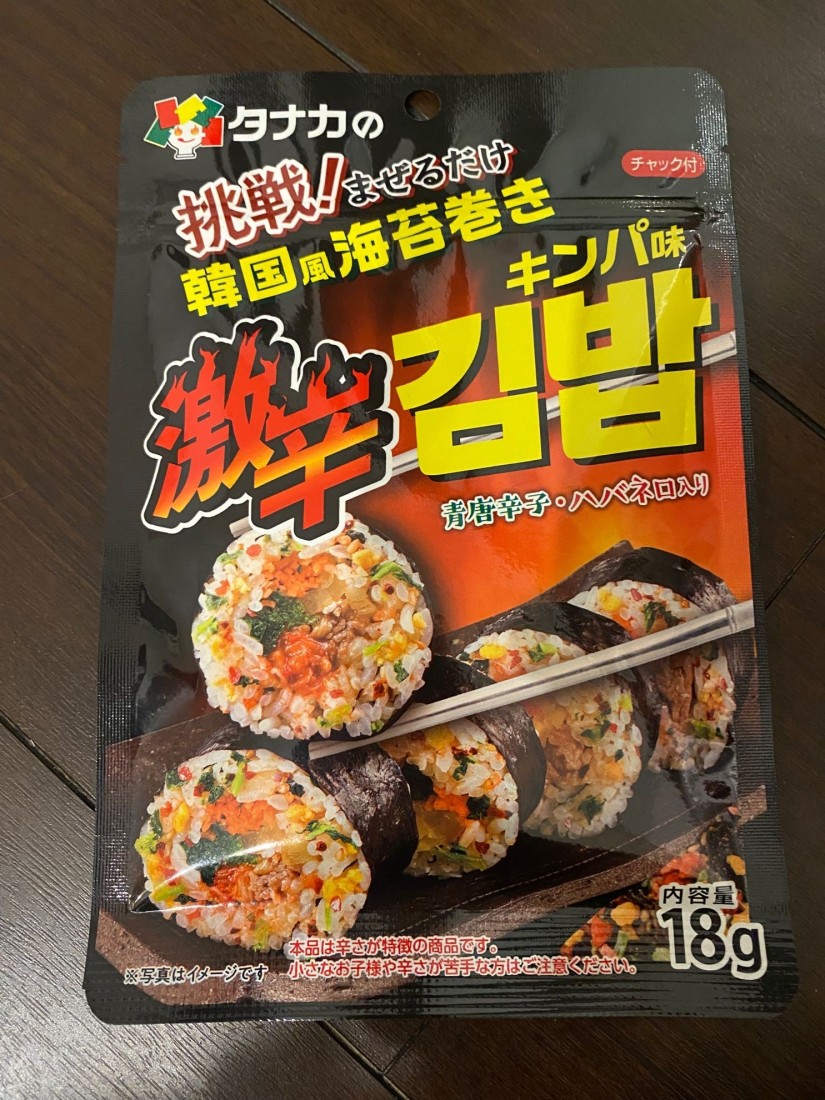 タナカの
チャック付
挑戦!まぜるだけ
韓国風海苔巻き
キンパ味
激辛 김밥
青唐辛子・ハバネロ入り
内容量
18g
本品は辛さが特徴の商品です。
小さなお子様や辛さが苦手な方はご注意ください。
※写真はイメージです